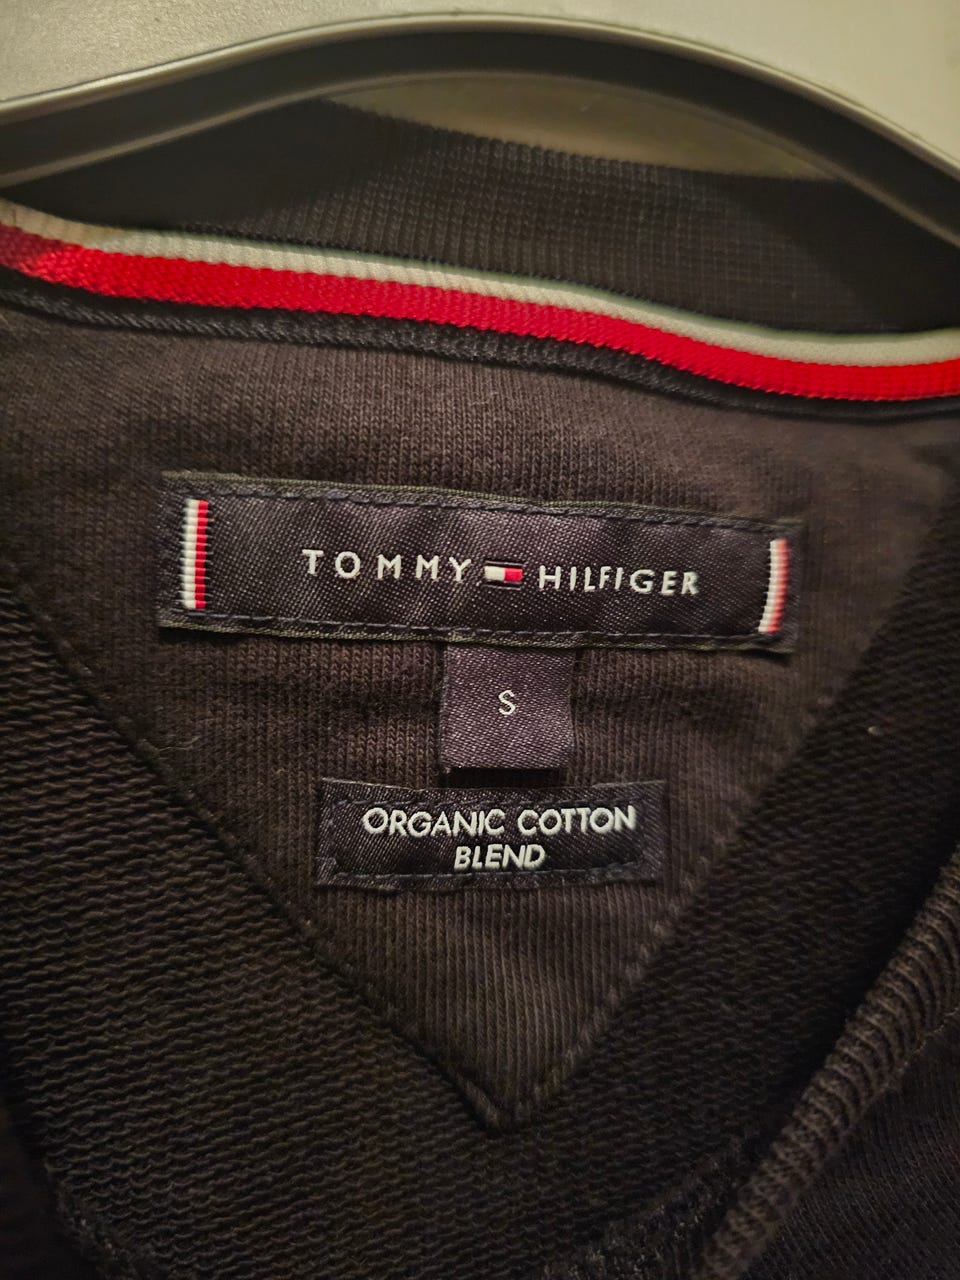 TOMMY HILFIGER
S
ORGANIC COTTON
BLEND